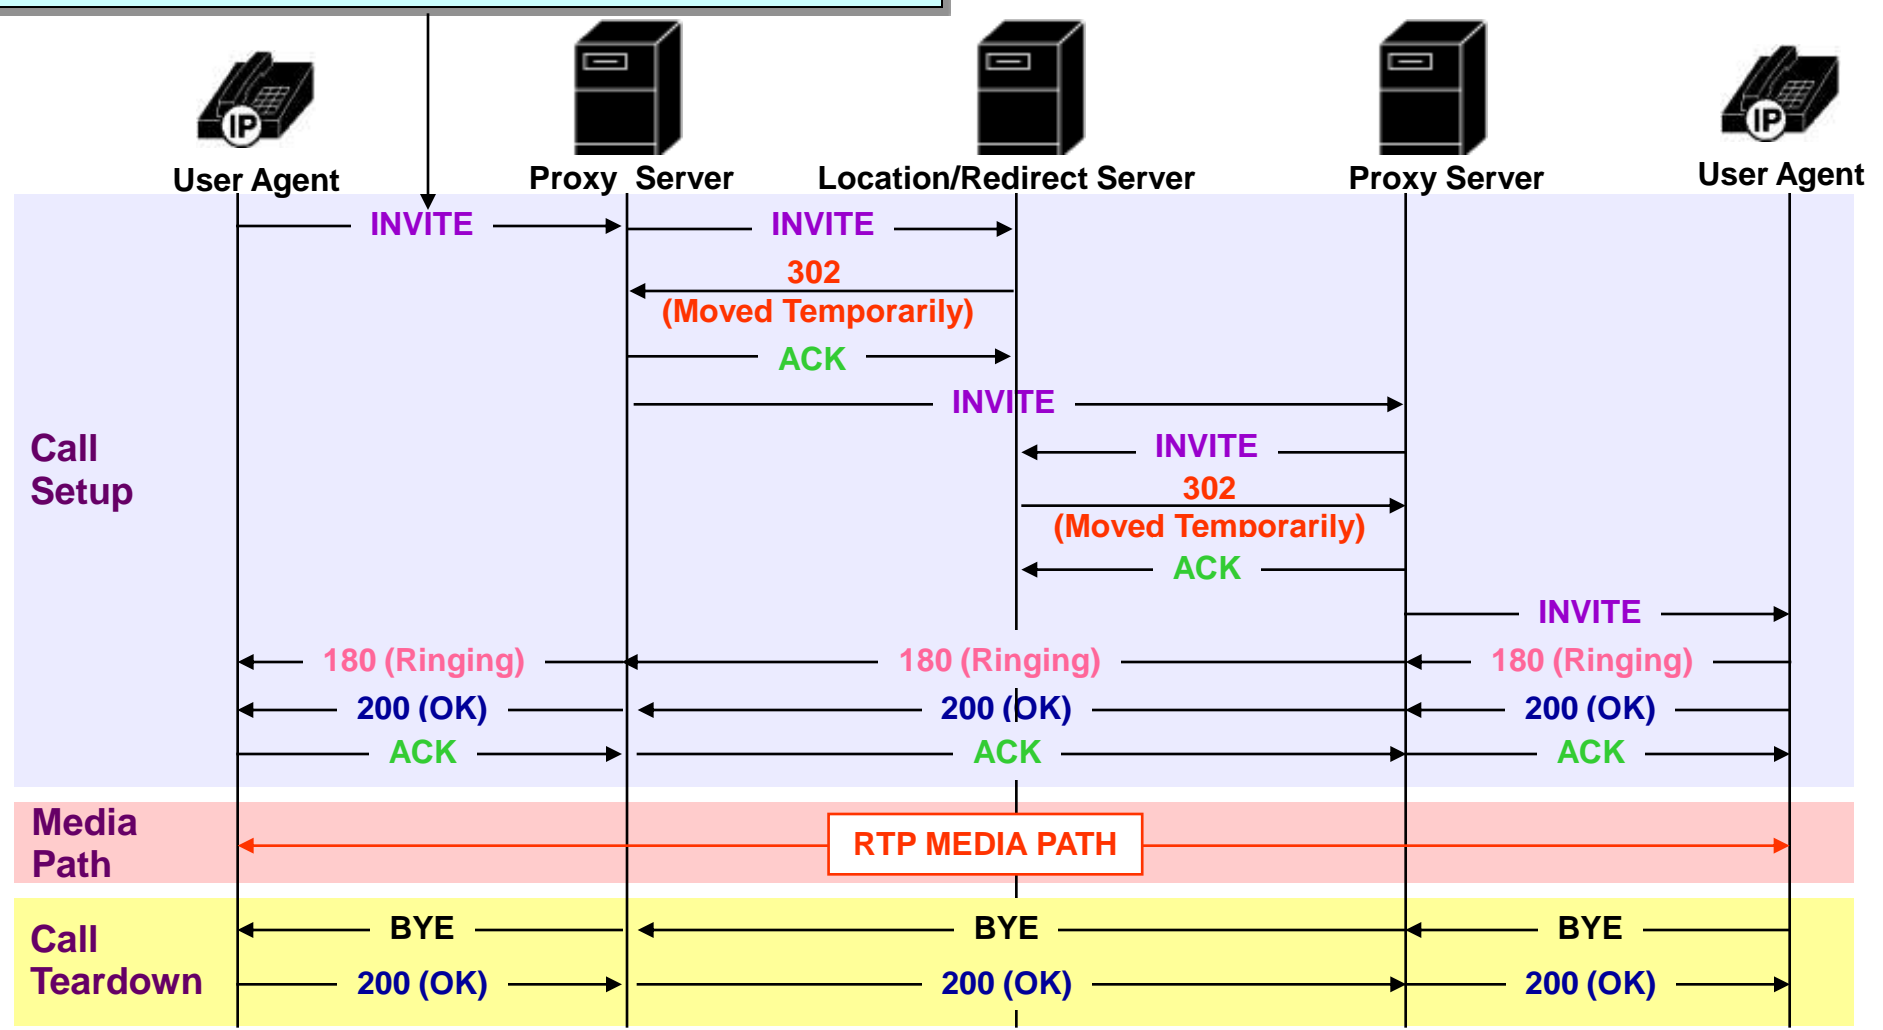 IP
IP
User Agent
Proxy Server
Location/Redirect Server
Proxy Server
User Agent
INVITE
INVITE
302
(Moved Temporarily)
ACK
INVITE
Call
Setup
INVITE
302
(Moved Temporarily)
ACK
INVITE
180 (Ringing)
180 (Ringing)
180 (Ringing)
200 (OK)
200 (OK)
200 (OK)
ACK
ACK
ACK
Media
Path
RTP MEDIA PATH
Call
Teardown
BYE
BYE
BYE
200 (OK)
200 (OK)
200 (OK)